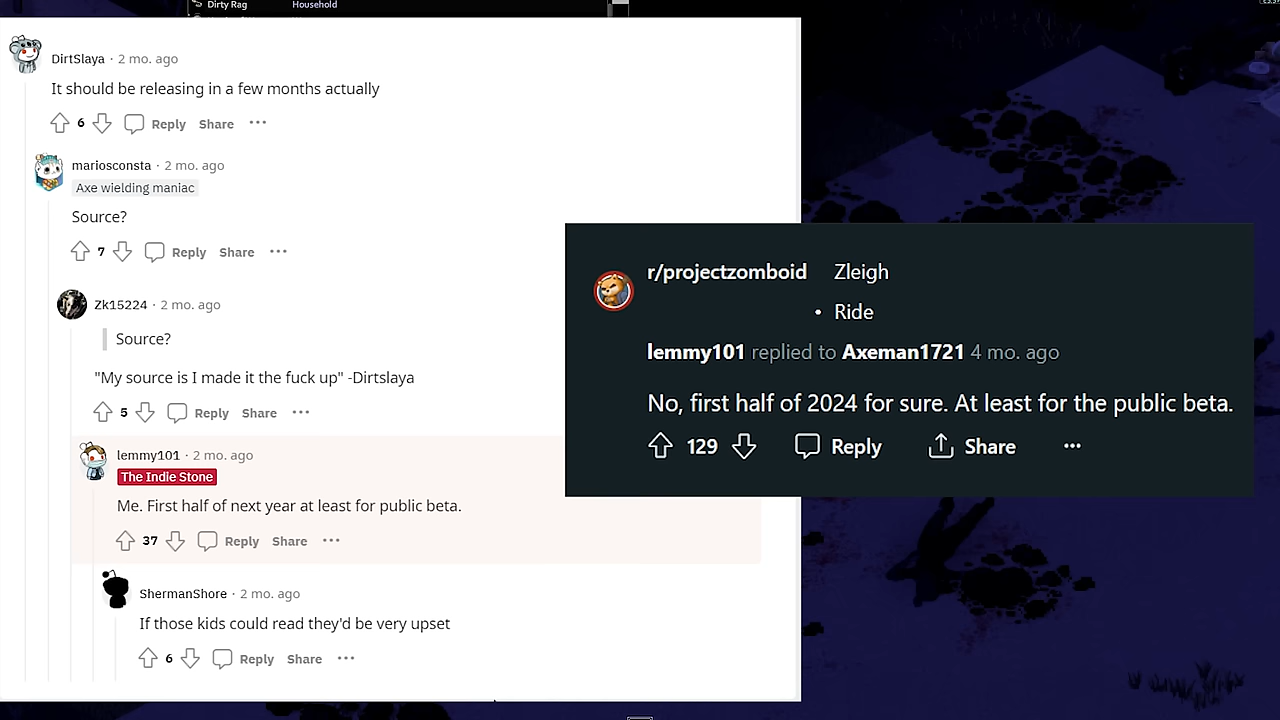 Dirty Rag Household
DirtSlaya · 2 mo. ago
It should be releasing in a few months actually
6 Reply Share ···
mariosconsta · 2 mo. ago
Axe wielding maniac
Source?
7 Reply Share ···
Zk15224 · 2 mo. ago
Source?
"My source is I made it the fuck up" -Dirtslaya
5 Reply Share ···
lemmy101 · 2 mo. ago
The Indie Stone
Me. First half of next year at least for public beta.
37 Reply Share ···
ShermanShore · 2 mo. ago
If those kids could read they'd be very upset
6 Reply Share ···
r/projectzomboid Zleigh
• Ride
lemmy101 replied to Axeman1721 4 mo. ago
No, first half of 2024 for sure. At least for the public beta.
129 Reply Share ···